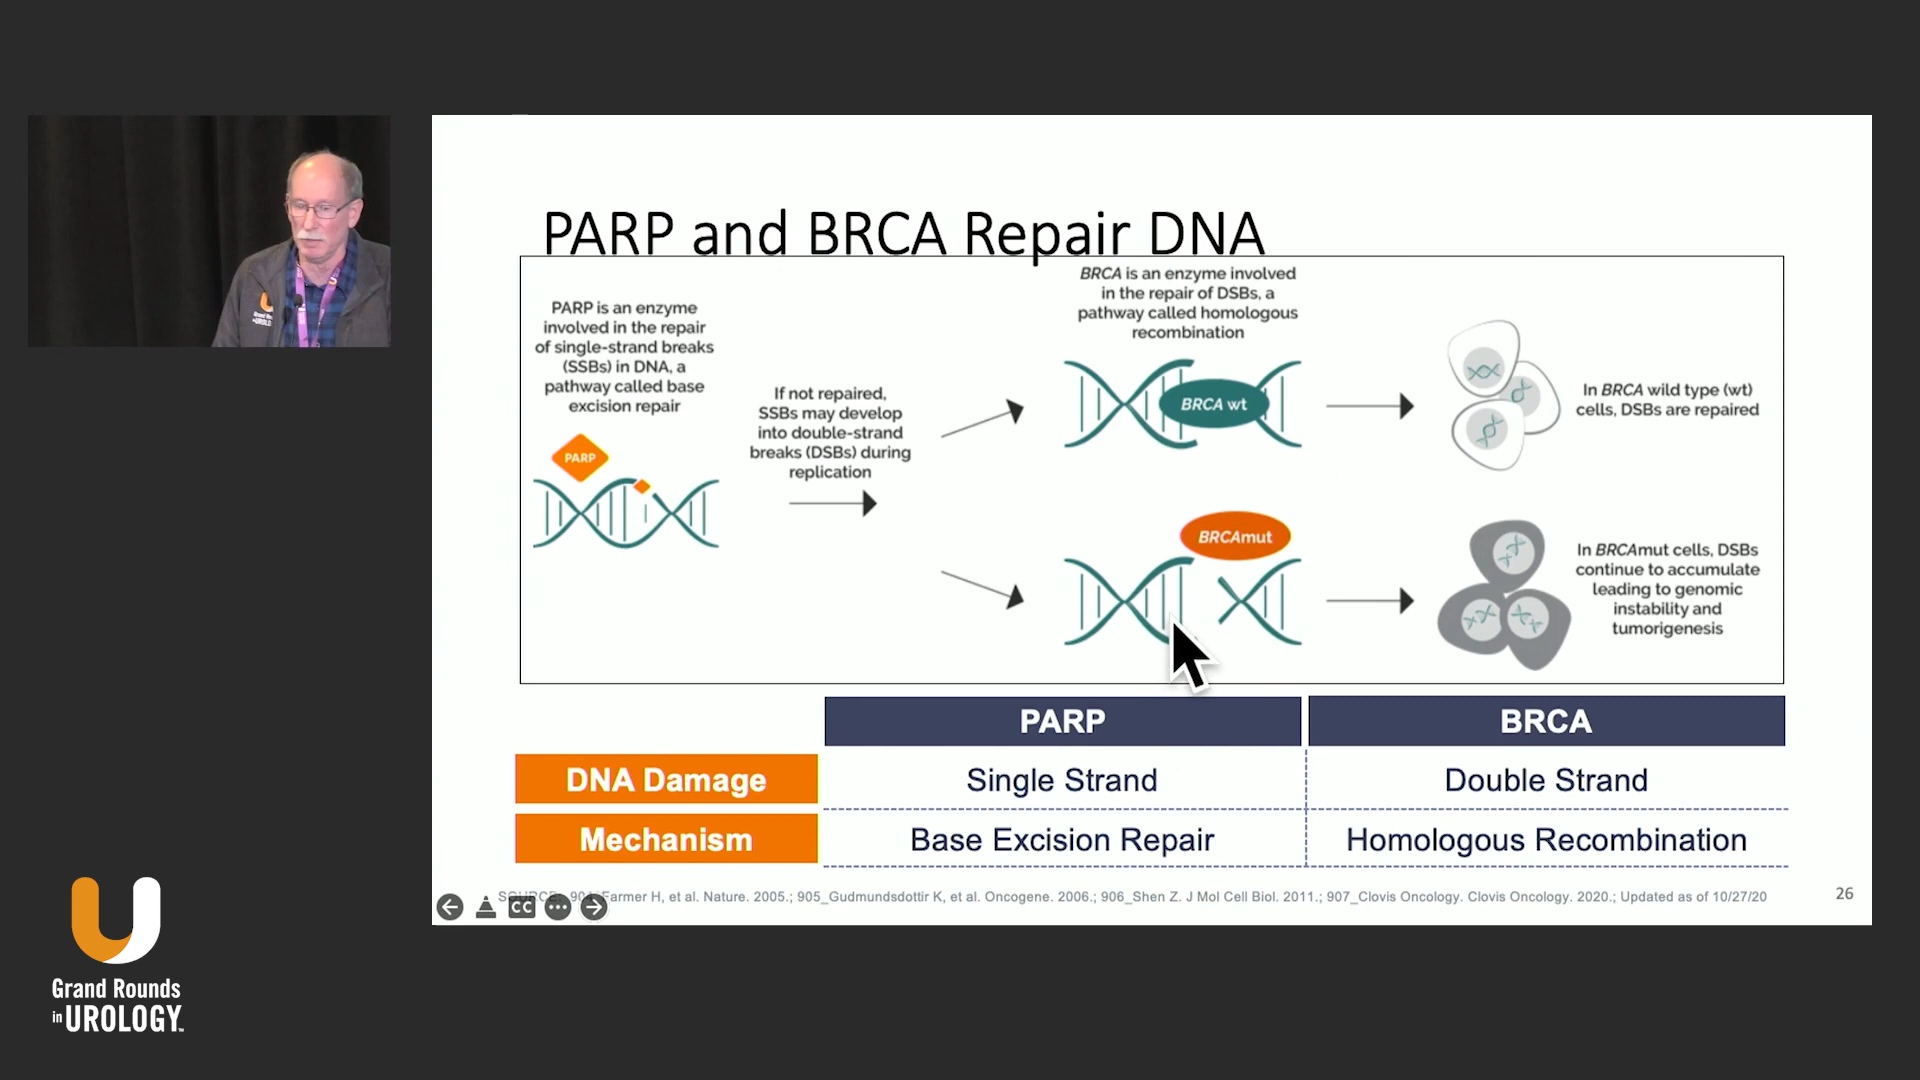 PARP and BRCA Repair DNA
PARP is an enzyme
involved in the repair
of single-strand breaks
(SSBs) in DNA, a
pathway called base
excision repair
PARP
If not repaired,
SSBs may develop
into double-strand
breaks (DSBs) during
replication
BRCA is an enzyme involved
in the repair of DSBs, a
pathway called homologous
recombination
BRCA wt
In BRCA wild type (wt)
cells, DSBs are repaired
BRCAmut
In BRCAmut cells, DSBs
continue to accumulate
leading to genomic
instability and
tumorigenesis
PARP BRCA
DNA Damage Single Strand Double Strand
Mechanism Base Excision Repair Homologous Recombination
Farmer H, et al. Nature. 2005.; 905_Gudmundsdottir K, et al. Oncogene. 2006.; 906_Shen Z. J Mol Cell Biol. 2011.; 907_Clovis Oncology. Clovis Oncology. 2020.; Updated as of 10/27/20
26
CC
Grand Rounds
in UROLOGY™